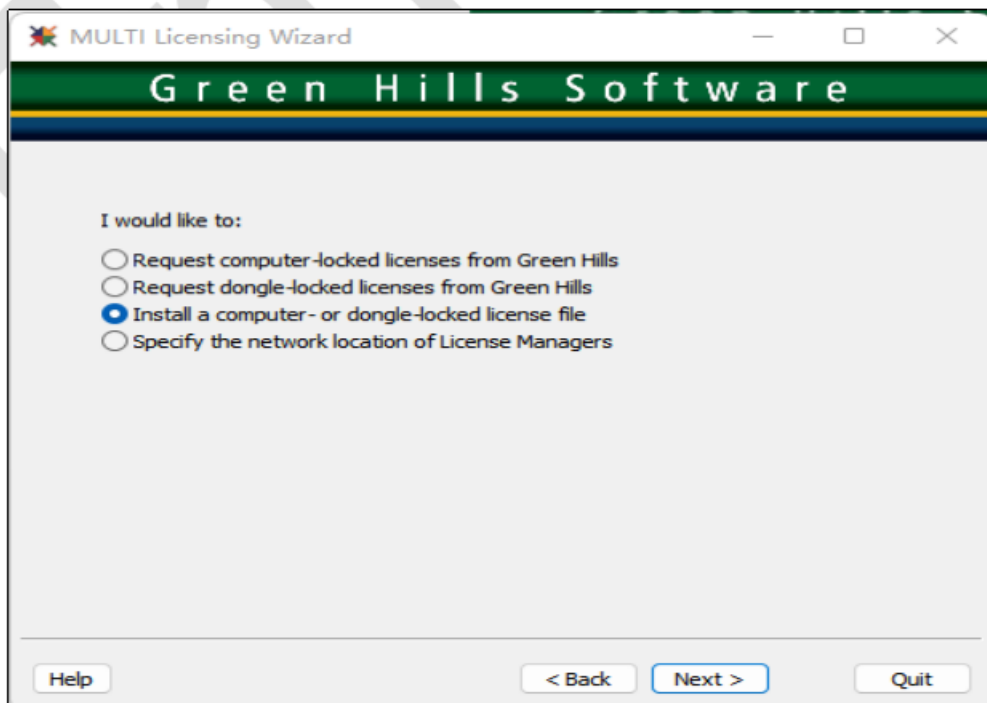 MULTI Licensing Wizard
Green Hills Software
I would like to:
Request computer-locked licenses from Green Hills
Request dongle-locked licenses from Green Hills
Install a computer- or dongle-locked license file
Specify the network location of License Managers
Help
< Back
Next >
Quit